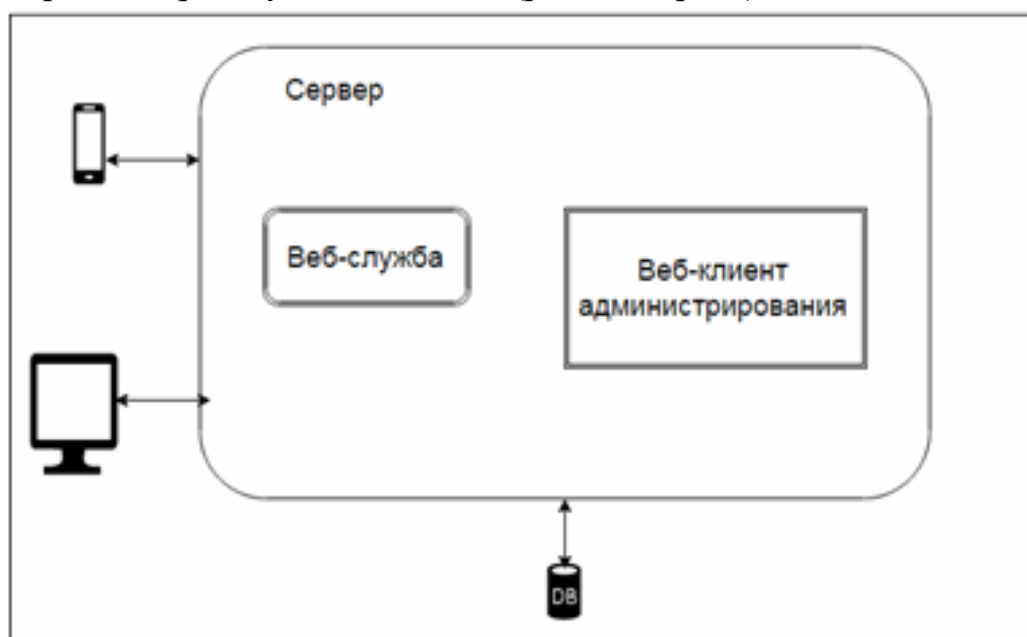 Сервер
Веб-служба
Веб-клиент
администрирования
DB